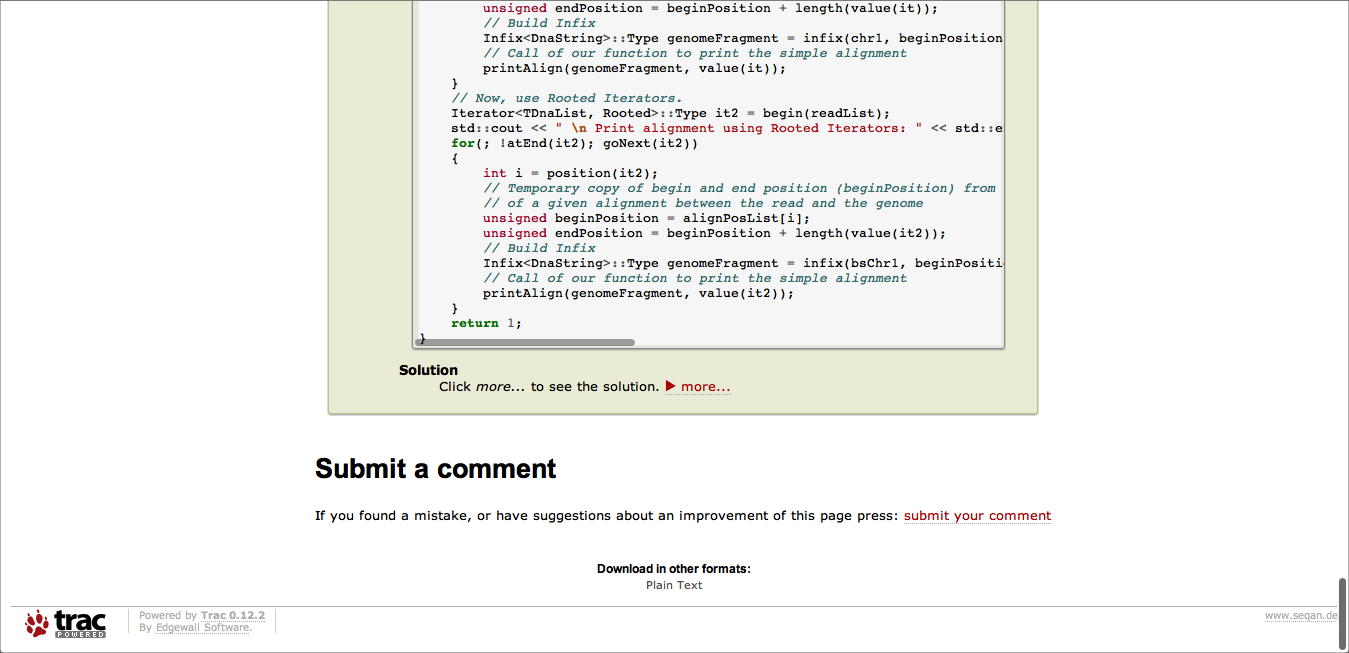 unsigned endPosition = beginPosition + length(value(it));
// Build Infix
Infix<DnaString>::Type genomeFragment = infix(chr1, beginPosition
// Call of our function to print the simple alignment
printAlign(genomeFragment, value(it));
}
// Now, use Rooted Iterators.
Iterator<TDnaList, Rooted>::Type it2 = begin(readList);
std::cout << " \n Print alignment using Rooted Iterators: " << std::e
for(; !atEnd(it2); goNext(it2))
{
int i = position(it2);
// Temporary copy of begin and end position (beginPosition) from
// of a given alignment between the read and the genome
unsigned beginPosition = alignPosList[i];
unsigned endPosition = beginPosition + length(value(it2));
// Build Infix
Infix<DnaString>::Type genomeFragment = infix(bsChr1, beginPositi
// Call of our function to print the simple alignment
printAlign(genomeFragment, value(it2));
}
return 1;
}
Solution
Click more... to see the solution. ▶ more...
Submit a comment
If you found a mistake, or have suggestions about an improvement of this page press: submit your comment
Download in other formats:
Plain Text
trac POWERED
Powered by Trac 0.12.2
By Edgewall Software.
www.seqan.de